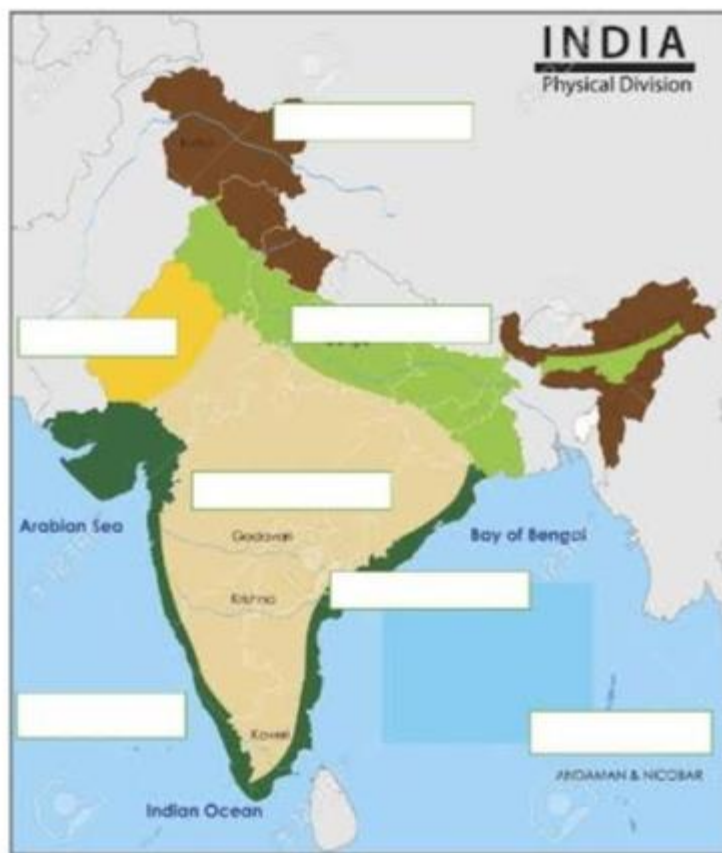 INDIA
Physical Division
Arabian Sea
Godavari
Bay of Bengal
Krishna
Kaveri
ANDAMAN & NICOBAR
Indian Ocean